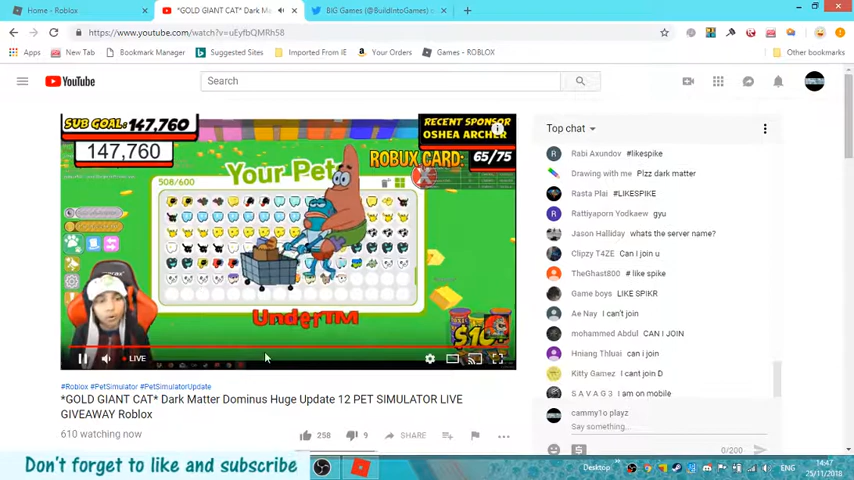 Home - Roblox
*GOLD GIANT CAT* Dark M
BIG Games (@BuildIntoGames) o
https://www.youtube.com/watch?v=uEyfbQMRh58
Apps
Bookmark Manager
Suggested Sites
Imported From IE
Your Orders
Games - ROBLOX
Other bookmarks
YouTube
Search
SUB GOAL: 147,760
147,760
RECENT SPONSOR
OSHEA ARCHER
ROBUX CARD: 65/75
Your Pet
508/600
UnderTM
$10
LIVE
Top chat
Rabi Axundov #likespike
Drawing with me Plzz dark matter
Rasta Plai #LIKESPIKE
Rattiyaporn Yodkaew gyu
Jason Halliday whats the server name?
Clipzy T4ZE Can I join u
TheGhast800 # like spike
Game boys LIKE SPIKR
Ae Nay I can't join
mohammed Abdul CAN I JOIN
Hniang Thluai can i join
Kitty Gamez I cant join D
S A V A G 3 I am on mobile
cammy1o playz
Say something...
0/200
#Roblox #PetSimulator #PetSimulatorUpdate
*GOLD GIANT CAT* Dark Matter Dominus Huge Update 12 PET SIMULATOR LIVE
GIVEAWAY Roblox
610 watching now
258
9
SHARE
Don't forget to like and subscribe
Desktop
ENG
14:47
25/11/2018